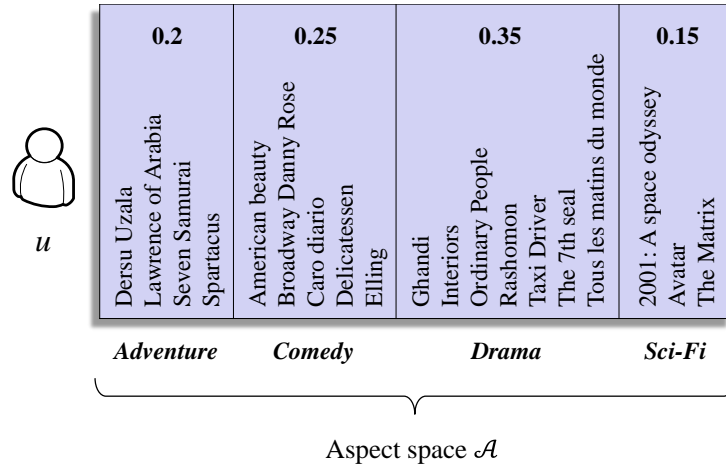 0.2
0.25
0.35
0.15
Dersu Uzala
Lawrence of Arabia
Seven Samurai
Spartacus
American beauty
Broadway Danny Rose
Caro diario
Delicatessen
Elling
Ghandi
Interiors
Ordinary People
Rashomon
Taxi Driver
The 7th seal
Tous les matins du monde
2001: A space odyssey
Avatar
The Matrix
u
Adventure
Comedy
Drama
Sci-Fi
Aspect space 𝒜